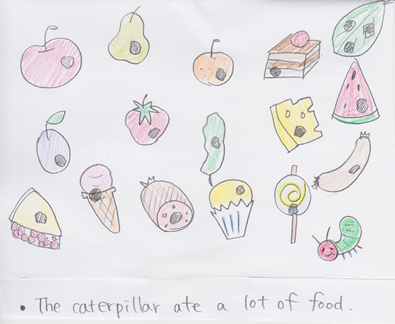 • The caterpillar ate a lot of food.